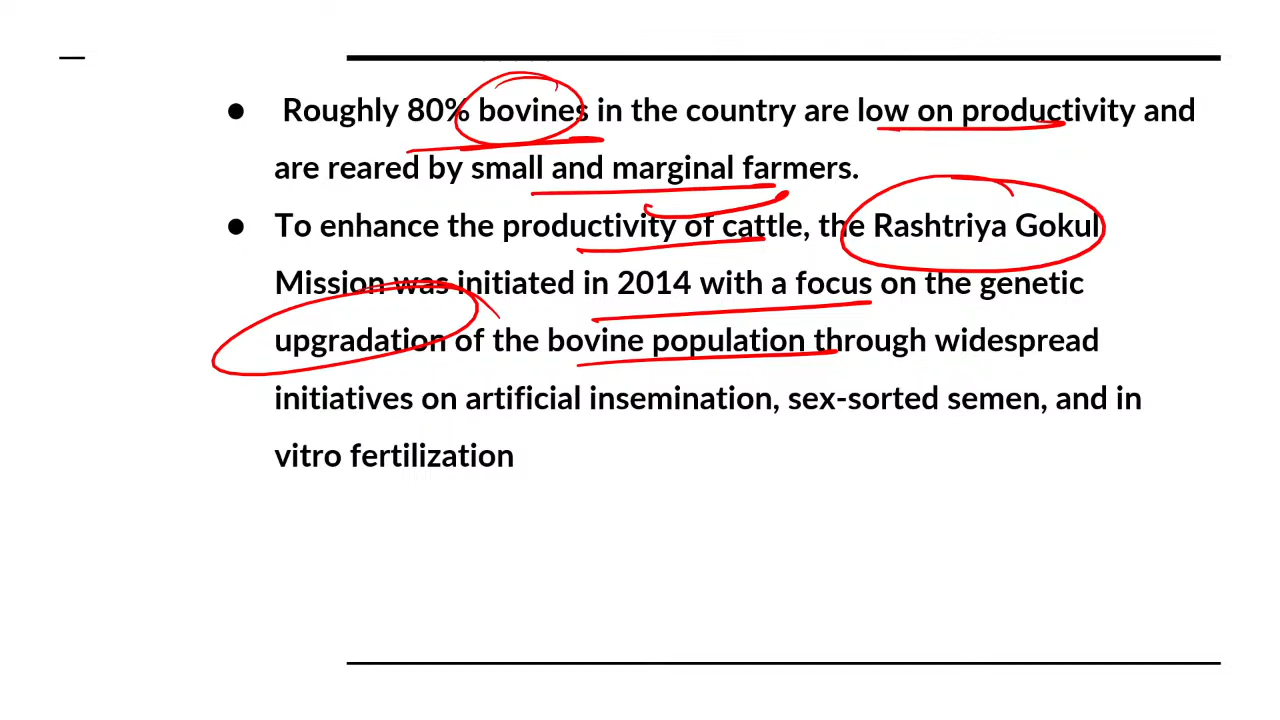 ● Roughly 80% bovines in the country are low on productivity and
are reared by small and marginal farmers.
● To enhance the productivity of cattle, the Rashtriya Gokul
Mission was initiated in 2014 with a focus on the genetic
upgradation of the bovine population through widespread
initiatives on artificial insemination, sex-sorted semen, and in
vitro fertilization